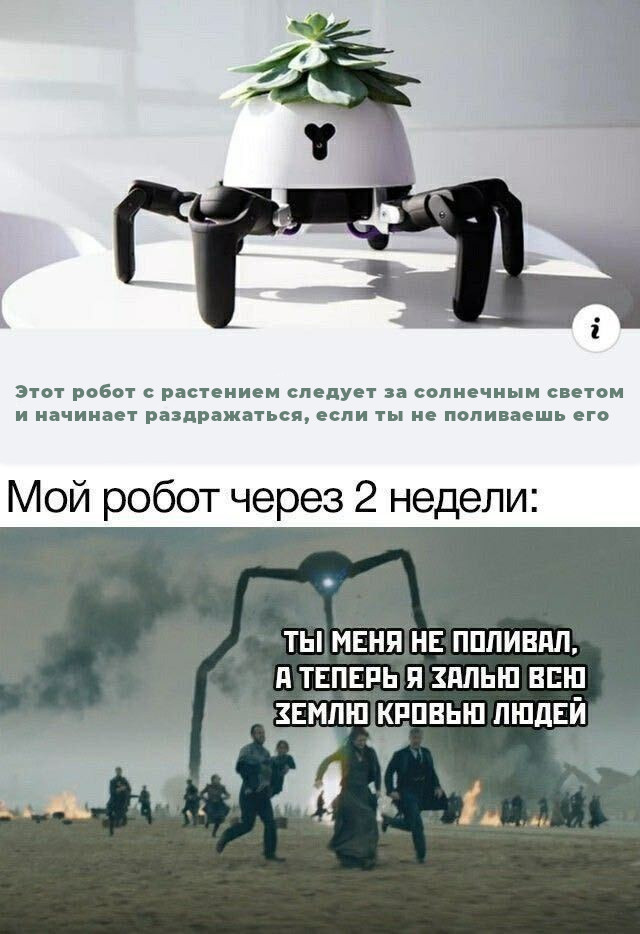 Этот робот с растением следует за солнечным светом
и начинает раздражаться, если ты не поливаешь его
Мой робот через 2 недели:
ТЫ МЕНЯ НЕ ПОЛИВАЛ,
А ТЕПЕРЬ Я ЗАЛЬЮ ВСЮ
ЗЕМЛЮ КРОВЬЮ ЛЮДЕЙ